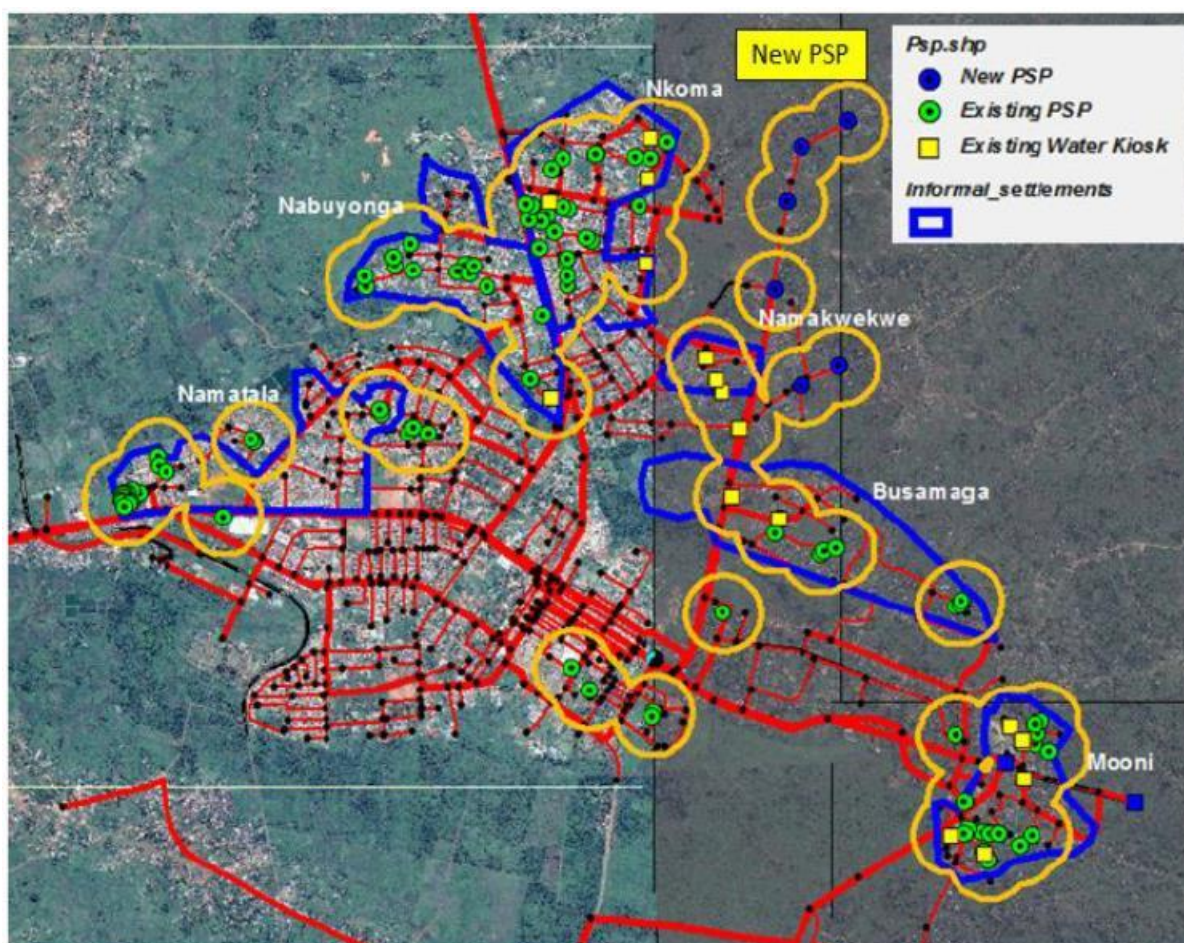 New PSP
Psp.shp
New PSP
Existing PSP
Existing Water Kiosk
Informal_settlements
Nkoma
Nabuyonga
Namakwekwe
Namatala
Busamaga
Mooni